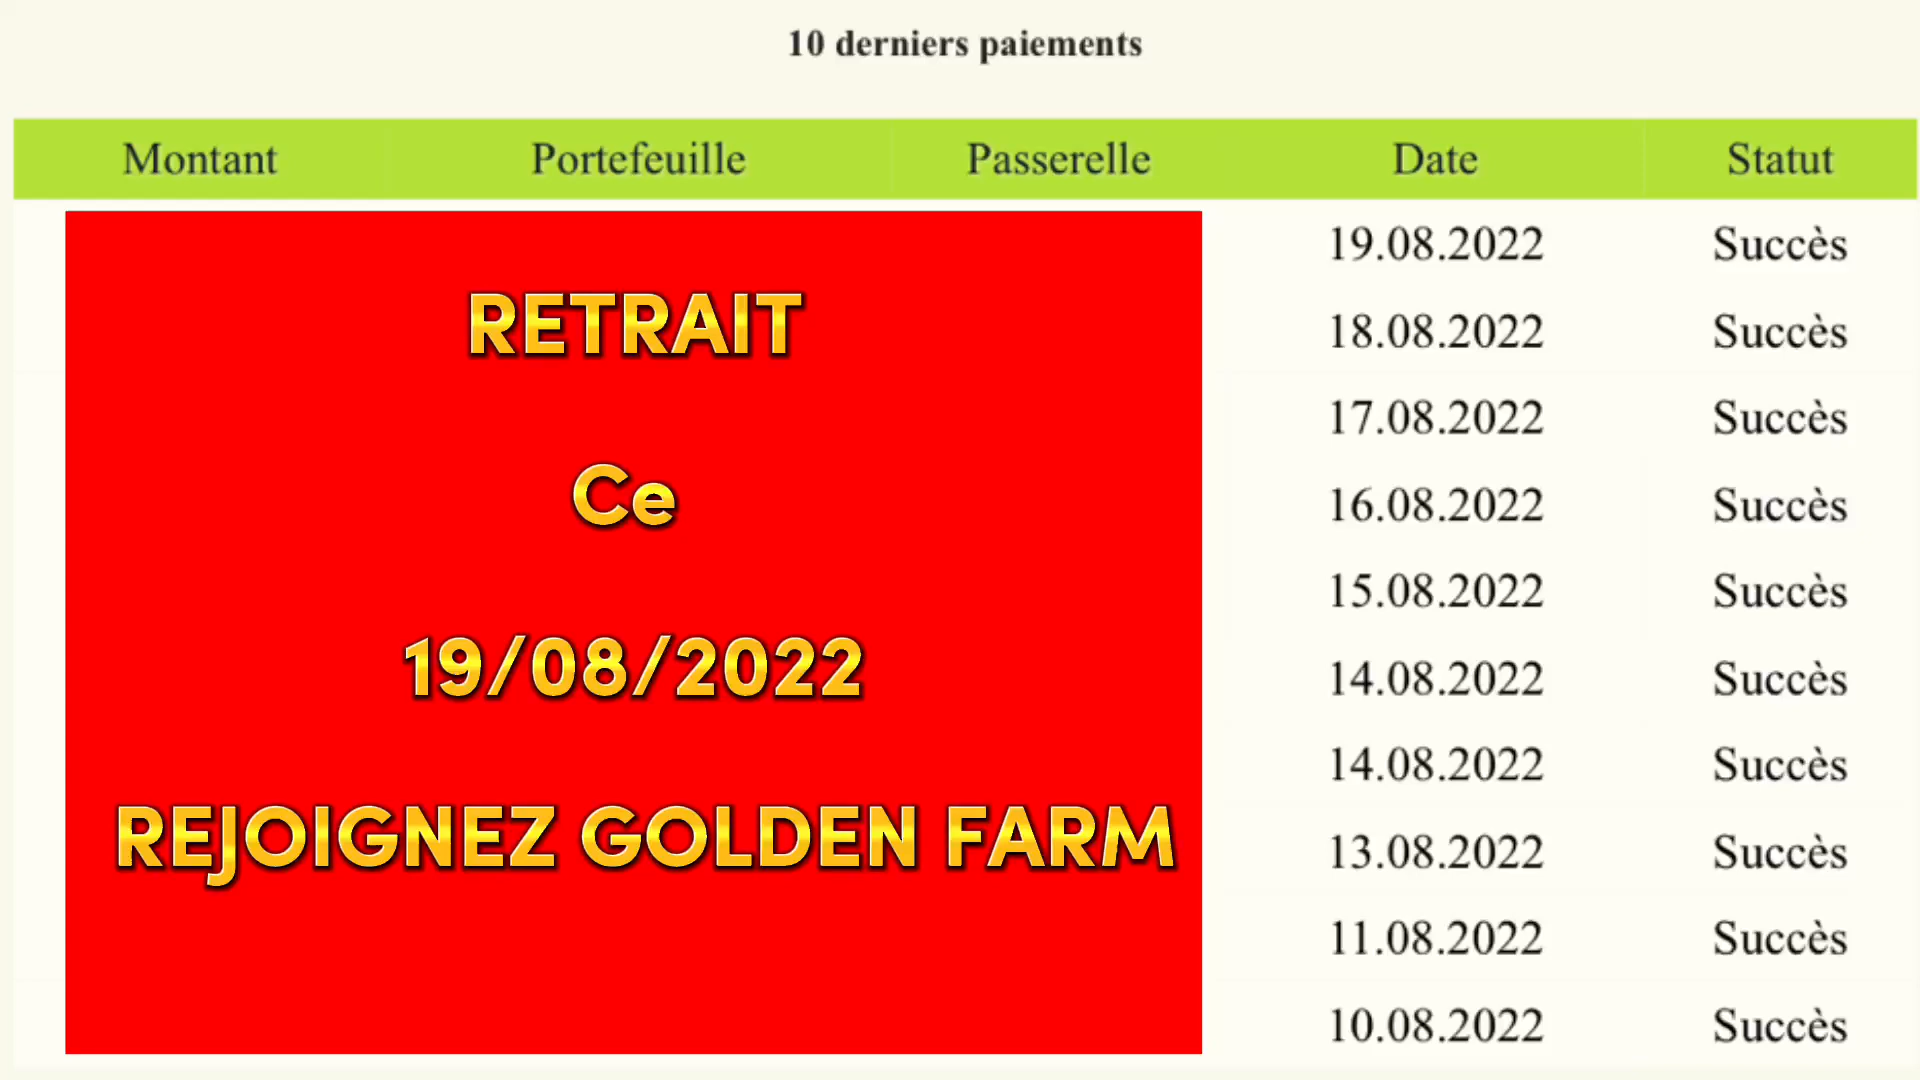 10 derniers paiements
Montant Portefeuille Passerelle Date Statut
19.08.2022 Succès
18.08.2022 Succès
17.08.2022 Succès
16.08.2022 Succès
15.08.2022 Succès
14.08.2022 Succès
14.08.2022 Succès
13.08.2022 Succès
11.08.2022 Succès
10.08.2022 Succès
RETRAIT
Ce
19/08/2022
REJOIGNEZ GOLDEN FARM